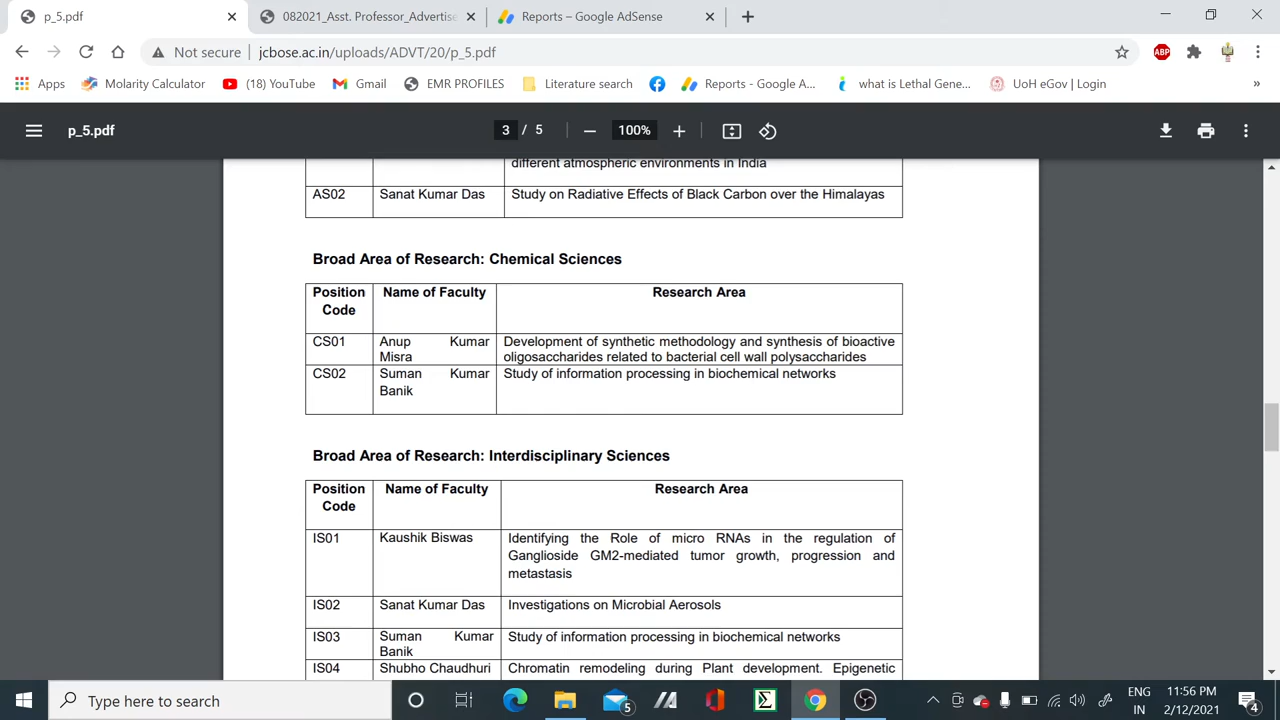 p_5.pdf
082021_Asst. Professor_Advertise
Reports – Google AdSense
Not secure
jcbose.ac.in/uploads/ADVT/20/p_5.pdf
ABP
Apps
Molarity Calculator
(18) YouTube
Gmail
EMR PROFILES
Literature search
Reports - Google A...
what is Lethal Gene...
UoH eGov | Login
»
p_5.pdf
3 / 5
100%
different atmospheric environments in India
AS02 Sanat Kumar Das Study on Radiative Effects of Black Carbon over the Himalayas
Broad Area of Research: Chemical Sciences
Position Name of Faculty Research Area
Code
CS01 Anup Kumar Development of synthetic methodology and synthesis of bioactive
Misra oligosaccharides related to bacterial cell wall polysaccharides
CS02 Suman Kumar Study of information processing in biochemical networks
Banik
Broad Area of Research: Interdisciplinary Sciences
Position Name of Faculty Research Area
Code
IS01 Kaushik Biswas Identifying the Role of micro RNAs in the regulation of
Ganglioside GM2-mediated tumor growth, progression and
metastasis
IS02 Sanat Kumar Das Investigations on Microbial Aerosols
IS03 Suman Kumar Study of information processing in biochemical networks
Banik
IS04 Shubho Chaudhuri Chromatin remodeling during Plant development. Epigenetic
Type here to search
5
ENG
IN
11:56 PM
2/12/2021
4